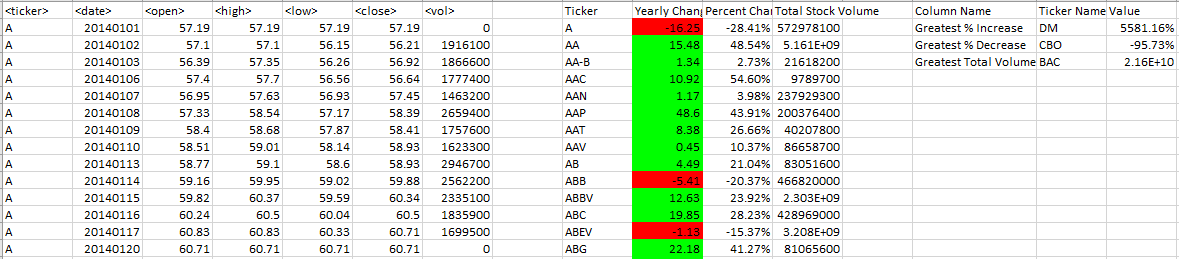 <ticker> <date> <open> <high> <low> <close> <vol> Ticker Yearly Chan Percent Cha Total Stock Volume Column Name Ticker Name Value
A 20140101 57.19 57.19 57.19 57.19 0 A -16.25 -28.41% 572978100 Greatest % Increase DM 5581.16%
A 20140102 57.1 57.1 56.15 56.21 1916100 AA 15.48 48.54% 5.161E+09 Greatest % Decrease CBO -95.73%
A 20140103 56.39 57.35 56.26 56.92 1866600 AA-B 1.34 2.73% 21618200 Greatest Total Volume BAC 2.16E+10
A 20140106 57.4 57.7 56.56 56.64 1777400 AAC 10.92 54.60% 9789700
A 20140107 56.95 57.63 56.93 57.45 1463200 AAN 1.17 3.98% 237929300
A 20140108 57.33 58.54 57.17 58.39 2659400 AAP 48.6 43.91% 200376400
A 20140109 58.4 58.68 57.87 58.41 1757600 AAT 8.38 26.66% 40207800
A 20140110 58.51 59.01 58.14 58.93 1623300 AAV 0.45 10.37% 86658700
A 20140113 58.77 59.1 58.6 58.93 2946700 AB 4.49 21.04% 83051600
A 20140114 59.16 59.95 59.02 59.88 2562200 ABB -5.41 -20.37% 466820000
A 20140115 59.82 60.37 59.59 60.34 2335100 ABBV 12.63 23.92% 2.303E+09
A 20140116 60.24 60.5 60.04 60.5 1835900 ABC 19.85 28.23% 428969000
A 20140117 60.83 60.83 60.33 60.71 1699500 ABEV -1.13 -15.37% 3.208E+09
A 20140120 60.71 60.71 60.71 60.71 0 ABG 22.18 41.27% 81065600